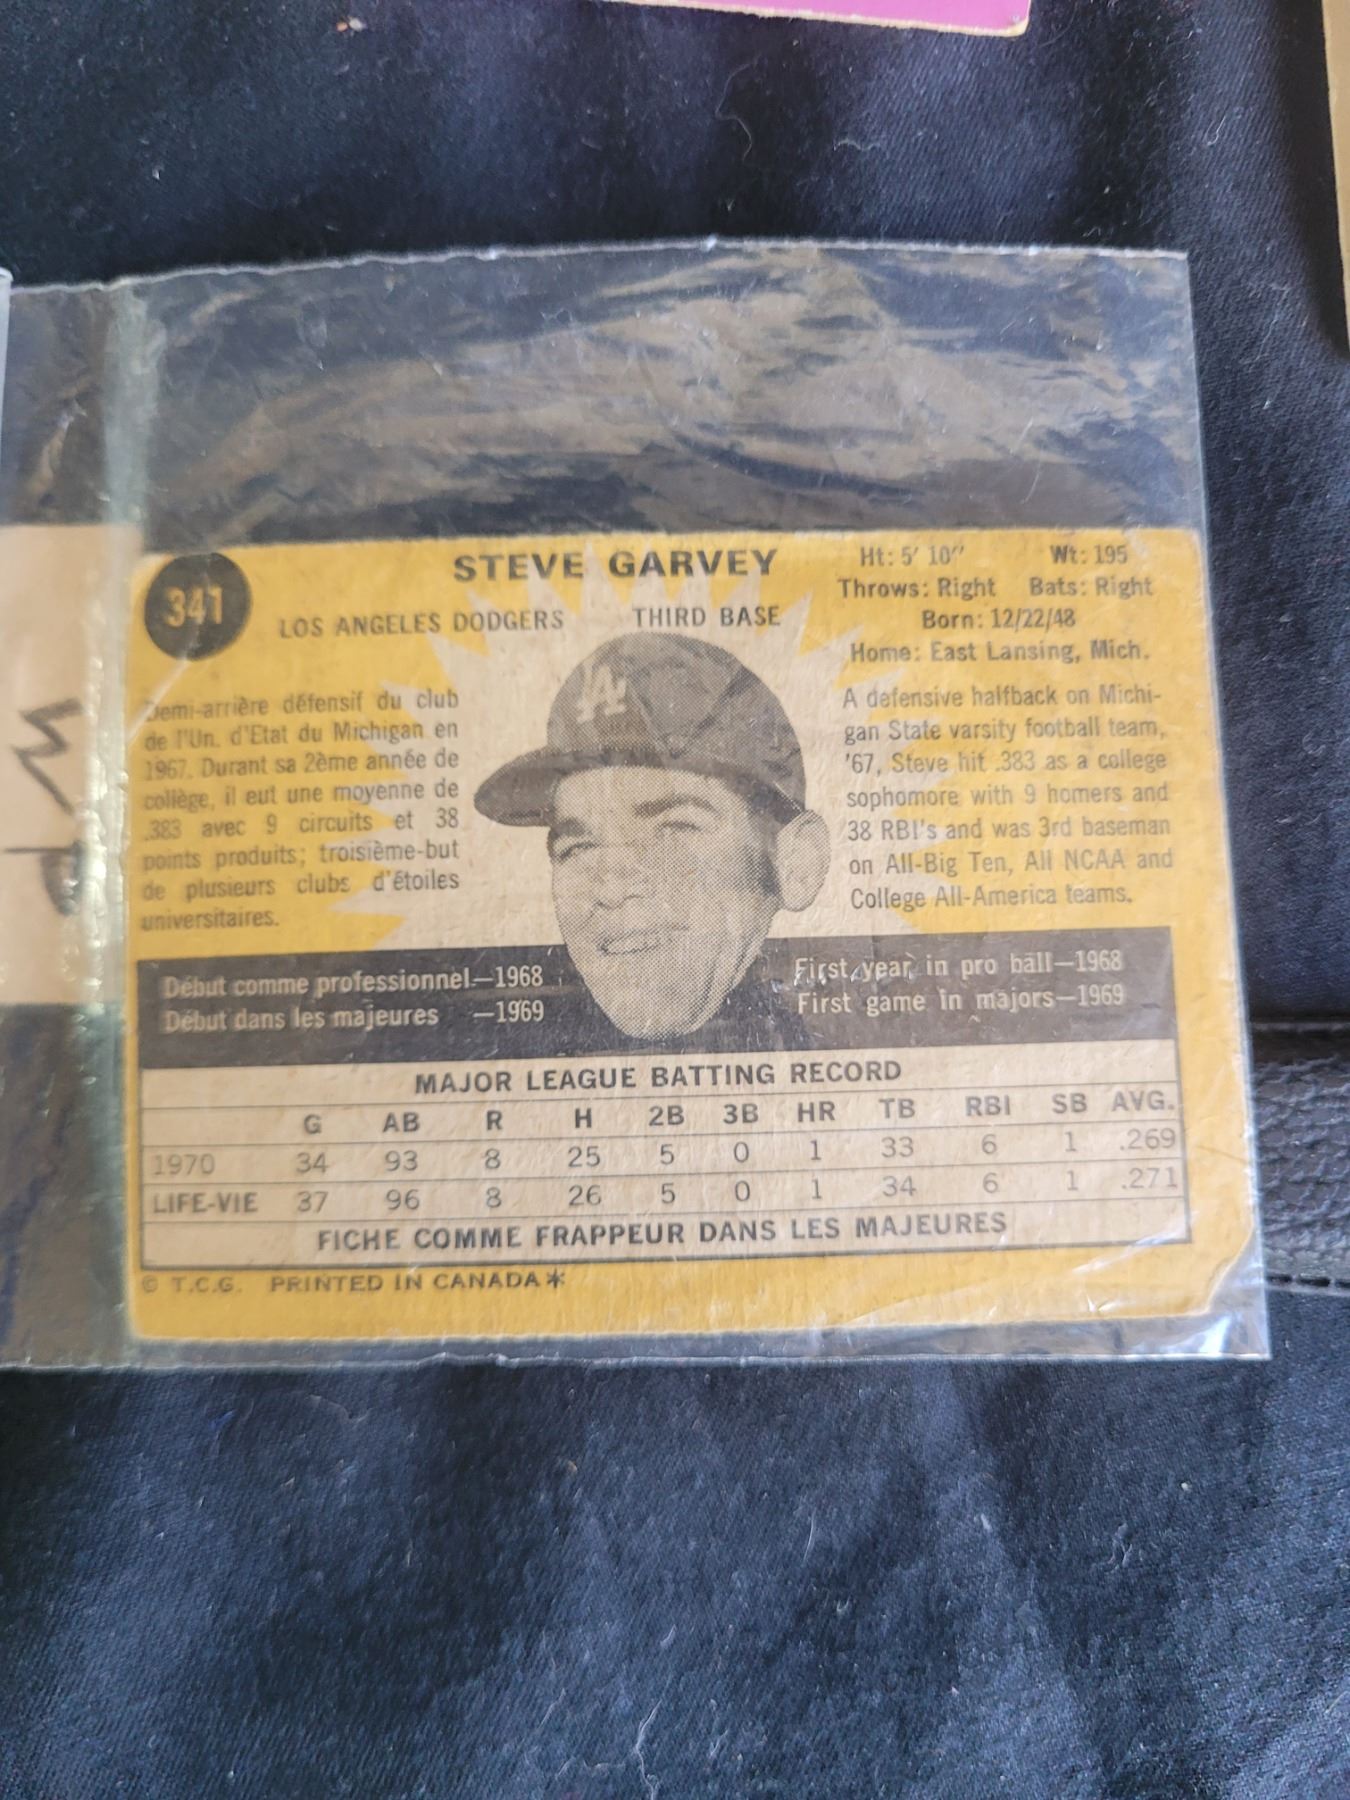 341
STEVE GARVEY
LOS ANGELES DODGERS THIRD BASE
Ht: 5' 10" Wt: 195
Throws: Right Bats: Right
Born: 12/22/48
Home: East Lansing, Mich.
Demi-arrière défensif du club
de l'Un. d'Etat du Michigan en
1967. Durant sa 2ème année de
collège, il eut une moyenne de
.383 avec 9 circuits et 38
points produits; troisième-but
de plusieurs clubs d'étoiles
universitaires.
LA
A defensive halfback on Michi-
gan State varsity football team,
'67, Steve hit .383 as a college
sophomore with 9 homers and
38 RBI's and was 3rd baseman
on All-Big Ten, All NCAA and
College All-America teams.
Début comme professionnel—1968
Début dans les majeures —1969
First year in pro ball—1968
First game in majors—1969
MAJOR LEAGUE BATTING RECORD
G AB R H 2B 3B HR TB RBI SB AVG.
1970 34 93 8 25 5 0 1 33 6 1 .269
LIFE-VIE 37 96 8 26 5 0 1 34 6 1 .271
FICHE COMME FRAPPEUR DANS LES MAJEURES
© T.C.G. PRINTED IN CANADA *